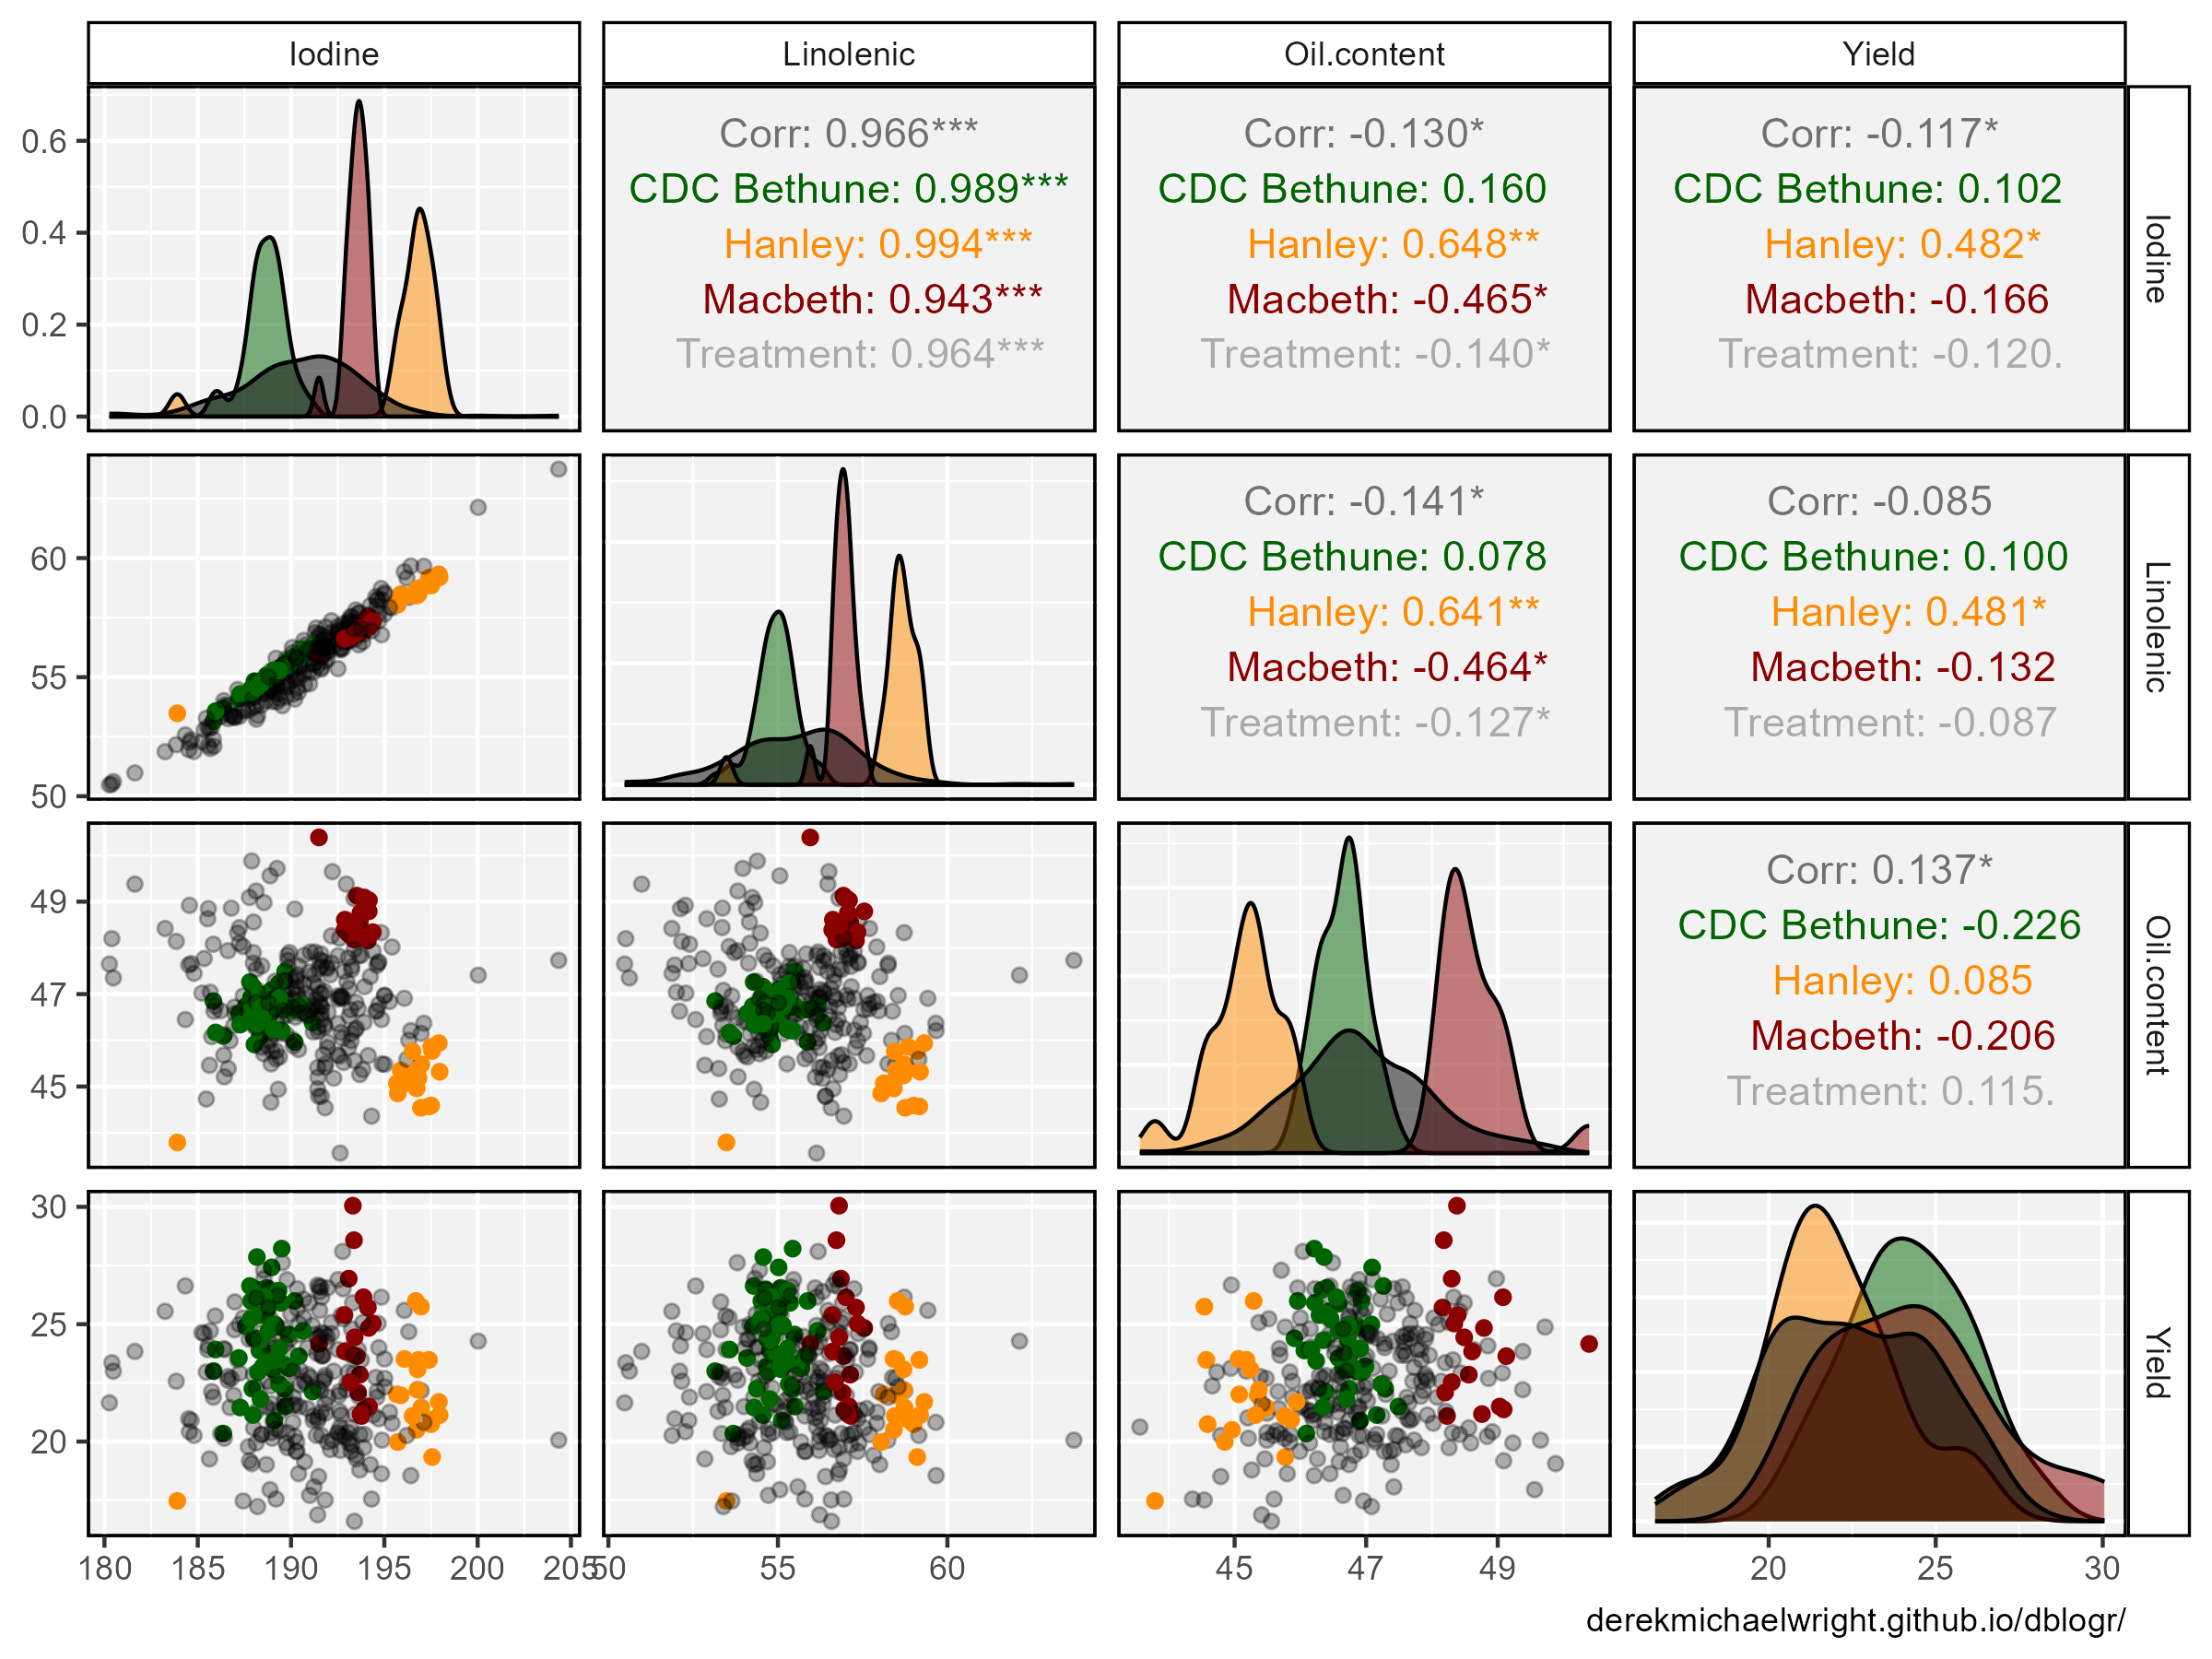 Iodine
Linolenic
Oil.content
Yield
0.6
0.4
0.2
0.0
Corr: 0.966***
CDC Bethune: 0.989***
Hanley: 0.994***
Macbeth: 0.943***
Treatment: 0.964***
Corr: -0.130*
CDC Bethune: 0.160
Hanley: 0.648**
Macbeth: -0.465*
Treatment: -0.140*
Corr: -0.117*
CDC Bethune: 0.102
Hanley: 0.482*
Macbeth: -0.166
Treatment: -0.120.
Iodine
60
55
50
Corr: -0.141*
CDC Bethune: 0.078
Hanley: 0.641**
Macbeth: -0.464*
Treatment: -0.127*
Corr: -0.085
CDC Bethune: 0.100
Hanley: 0.481*
Macbeth: -0.132
Treatment: -0.087
Linolenic
49
47
45
Corr: 0.137*
CDC Bethune: -0.226
Hanley: 0.085
Macbeth: -0.206
Treatment: 0.115.
Oil.content
30
25
20
Yield
180 185 190 195 200 205
50 55 60
45 47 49
20 25 30
derekmichaelwright.github.io/dblogr/